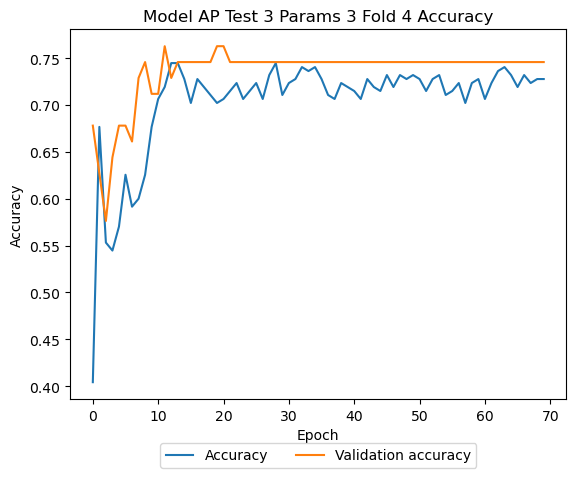 Model AP Test 3 Params 3 Fold 4 Accuracy
0.75
0.70
0.65
0.60
0.55
0.50
0.45
0.40
Accuracy
0 10 20 30 40 50 60 70
Epoch
Accuracy Validation accuracy